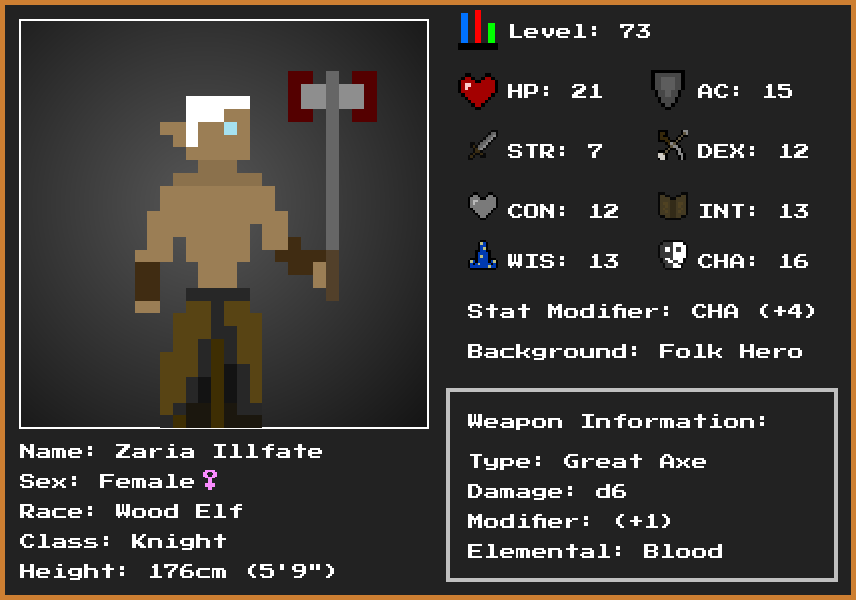 Level: 73
HP: 21 AC: 15
STR: 7 DEX: 12
CON: 12 INT: 13
WIS: 13 CHA: 16
Stat Modifier: CHA (+4)
Background: Folk Hero
Weapon Information:
Type: Great Axe
Damage: d6
Modifier: (+1)
Elemental: Blood
Name: Zaria Illfate
Sex: Female♀
Race: Wood Elf
Class: Knight
Height: 176cm (5'9")